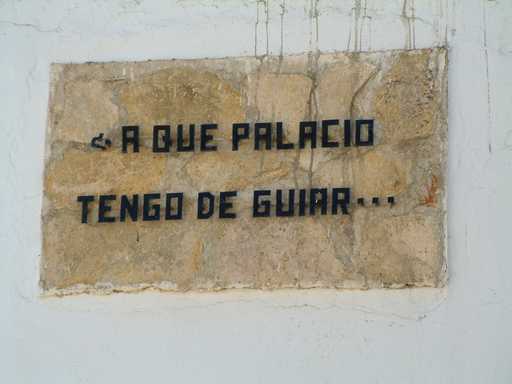 ¿A QUE PALACIO
TENGO DE GUIAR...